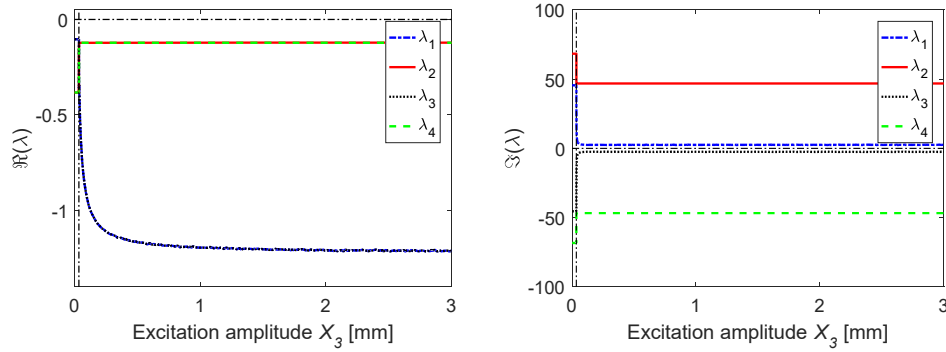 0
-0.5
-1
ℜ(λ)
0
1
2
3
Excitation amplitude X₃ [mm]
λ₁
λ₂
λ₃
λ₄
100
50
0
-50
-100
ℑ(λ)
0
1
2
3
Excitation amplitude X₃ [mm]
λ₁
λ₂
λ₃
λ₄